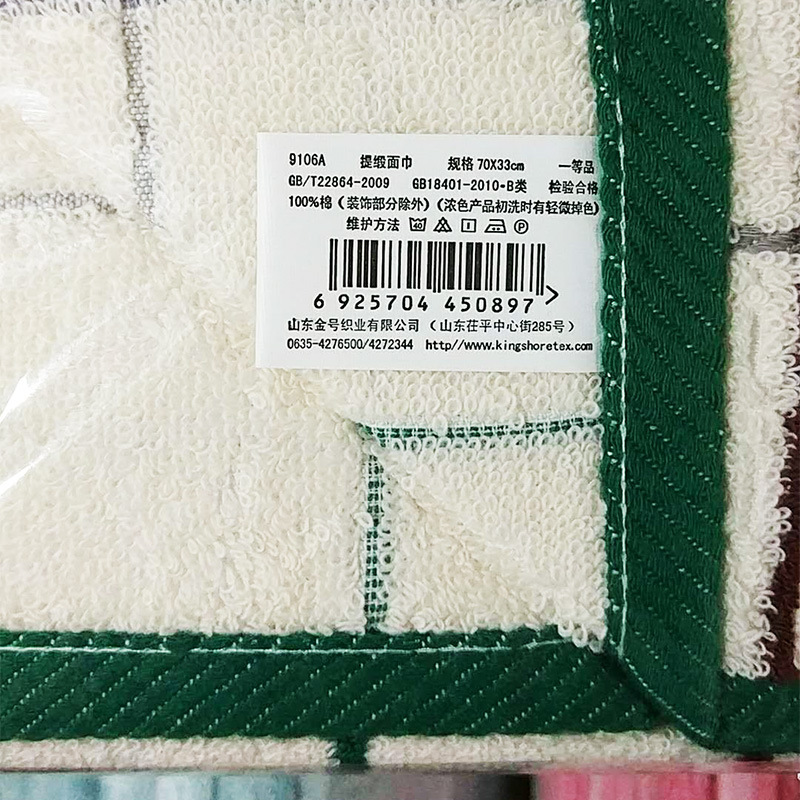 9106A 提缎面巾 规格 70X33cm 一等品
GB/T22864-2009 GB18401-2010•B类 检验合格
100%棉（装饰部分除外）（浓色产品初洗时有轻微掉色）
维护方法 40 P
6 925704 450897 >
山东金号织业有限公司（山东茌平中心街285号）
0635-4276500/4272344 http//www.kingshoretex.com